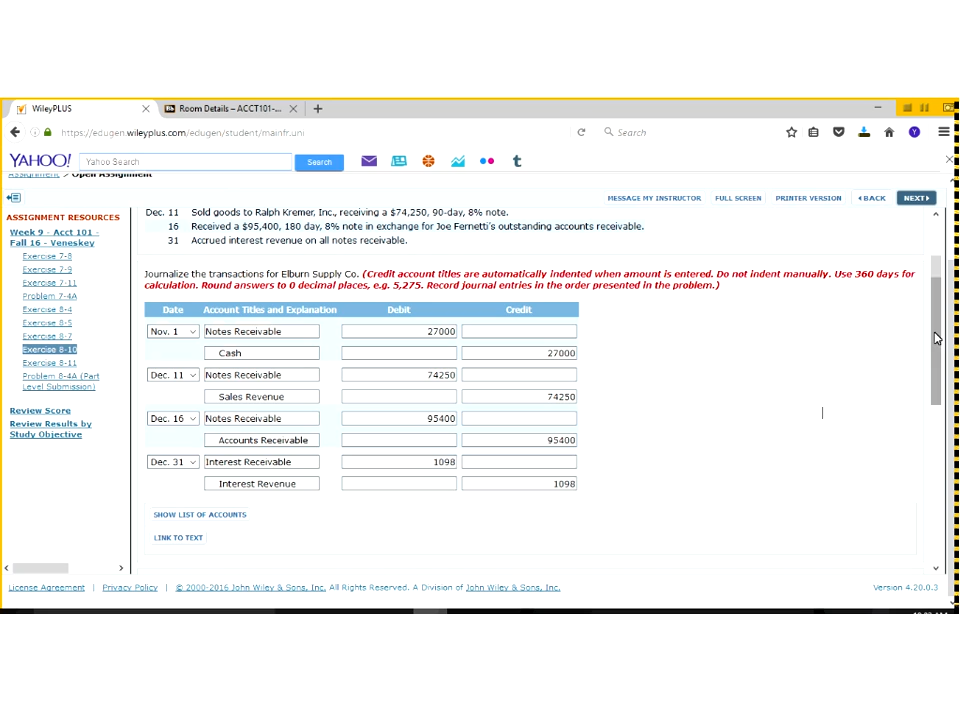 WileyPLUS
Room Details – ACCT101-...
https://edugen.wileyplus.com/edugen/student/mainfr.uni
Search
YAHOO!
Yahoo Search
Search
Assignment > Open Assignment
MESSAGE MY INSTRUCTOR
FULL SCREEN
PRINTER VERSION
BACK
NEXT
ASSIGNMENT RESOURCES
Week 9 - Acct 101 -
Fall 16 - Veneskey
Exercise 7-8
Exercise 7-9
Exercise 7-11
Problem 7-4A
Exercise 8-4
Exercise 8-5
Exercise 8-7
Exercise 8-10
Exercise 8-11
Problem 8-4A (Part
Level Submission)
Review Score
Review Results by
Study Objective
Dec. 11 Sold goods to Ralph Kremer, Inc., receiving a $74,250, 90-day, 8% note.
16 Received a $95,400, 180 day, 8% note in exchange for Joe Fernetti's outstanding accounts receivable.
31 Accrued interest revenue on all notes receivable.
Journalize the transactions for Elburn Supply Co. (Credit account titles are automatically indented when amount is entered. Do not indent manually. Use 360 days for
calculation. Round answers to 0 decimal places, e.g. 5,275. Record journal entries in the order presented in the problem.)
Date Account Titles and Explanation Debit Credit
Nov. 1 Notes Receivable 27000
Cash 27000
Dec. 11 Notes Receivable 74250
Sales Revenue 74250
Dec. 16 Notes Receivable 95400
Accounts Receivable 95400
Dec. 31 Interest Receivable 1098
Interest Revenue 1098
SHOW LIST OF ACCOUNTS
LINK TO TEXT
License Agreement | Privacy Policy | © 2000-2016 John Wiley & Sons, Inc. All Rights Reserved. A Division of John Wiley & Sons, Inc.
Version 4.20.0.3